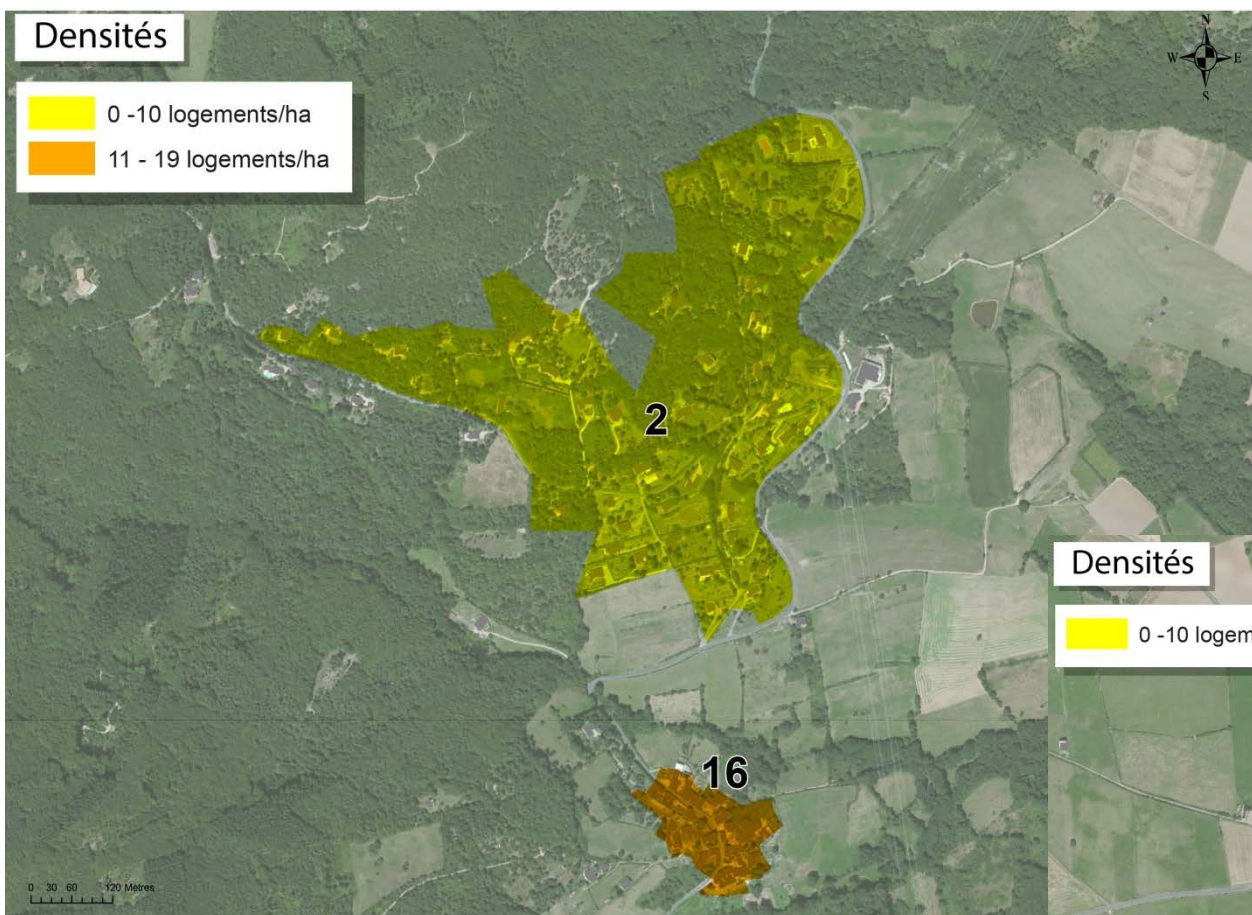 Densités
0 -10 logements/ha
11 - 19 logements/ha
N
W E
S
2
Densités
0 -10 logem
16
0 30 60 120 Mètres